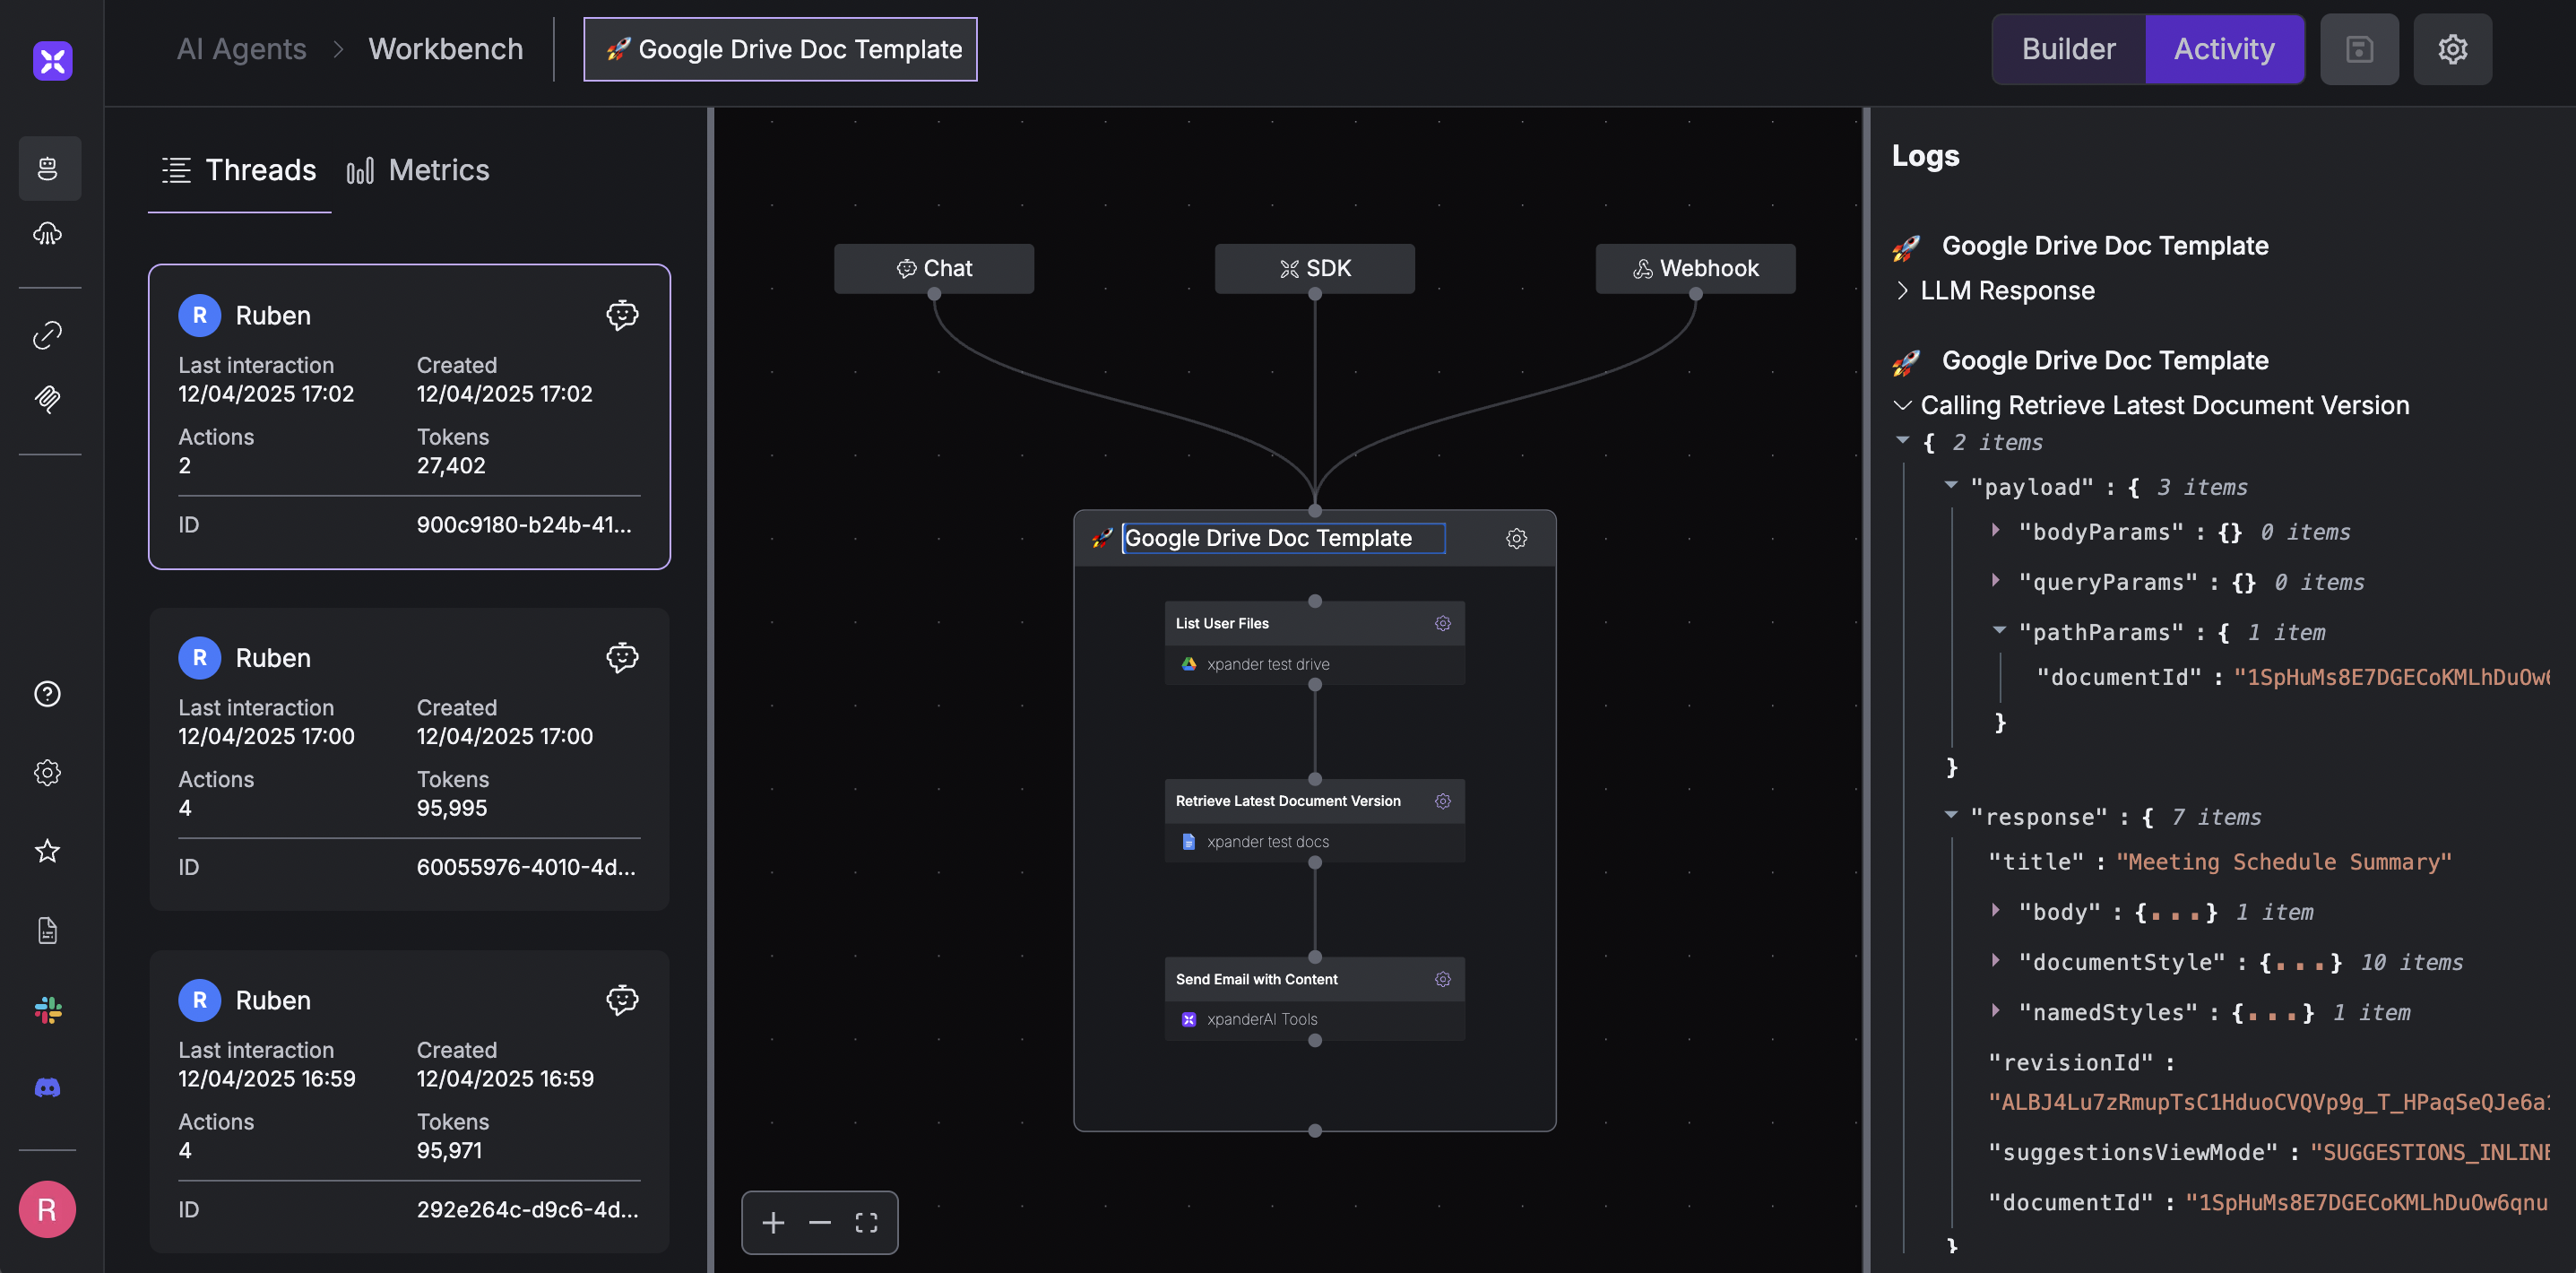 AI Agents > Workbench
🚀 Google Drive Doc Template
Builder
Activity
Threads
Metrics
R Ruben
Last interaction Created
12/04/2025 17:02 12/04/2025 17:02
Actions Tokens
2 27,402
ID 900c9180-b24b-41...
R Ruben
Last interaction Created
12/04/2025 17:00 12/04/2025 17:00
Actions Tokens
4 95,995
ID 60055976-4010-4d...
R Ruben
Last interaction Created
12/04/2025 16:59 12/04/2025 16:59
Actions Tokens
4 95,971
ID 292e264c-d9c6-4d...
R
Chat
SDK
Webhook
🚀 Google Drive Doc Template
List User Files
xpander test drive
Retrieve Latest Document Version
xpander test docs
Send Email with Content
xpanderAI Tools
Logs
🚀 Google Drive Doc Template
LLM Response
🚀 Google Drive Doc Template
Calling Retrieve Latest Document Version
{ 2 items
"payload" : { 3 items
"bodyParams" : {} 0 items
"queryParams" : {} 0 items
"pathParams" : { 1 item
"documentId" : "1SpHuMs8E7DGECoKMLhDuOw6
}
}
"response" : { 7 items
"title" : "Meeting Schedule Summary"
"body" : {...} 1 item
"documentStyle" : {...} 10 items
"namedStyles" : {...} 1 item
"revisionId" :
"ALBJ4Lu7zRmupTsC1HduoCVQVp9g_T_HPaqSeQJe6a
"suggestionsViewMode" : "SUGGESTIONS_INLINE
"documentId" : "1SpHuMs8E7DGECoKMLhDuOw6qnu
}